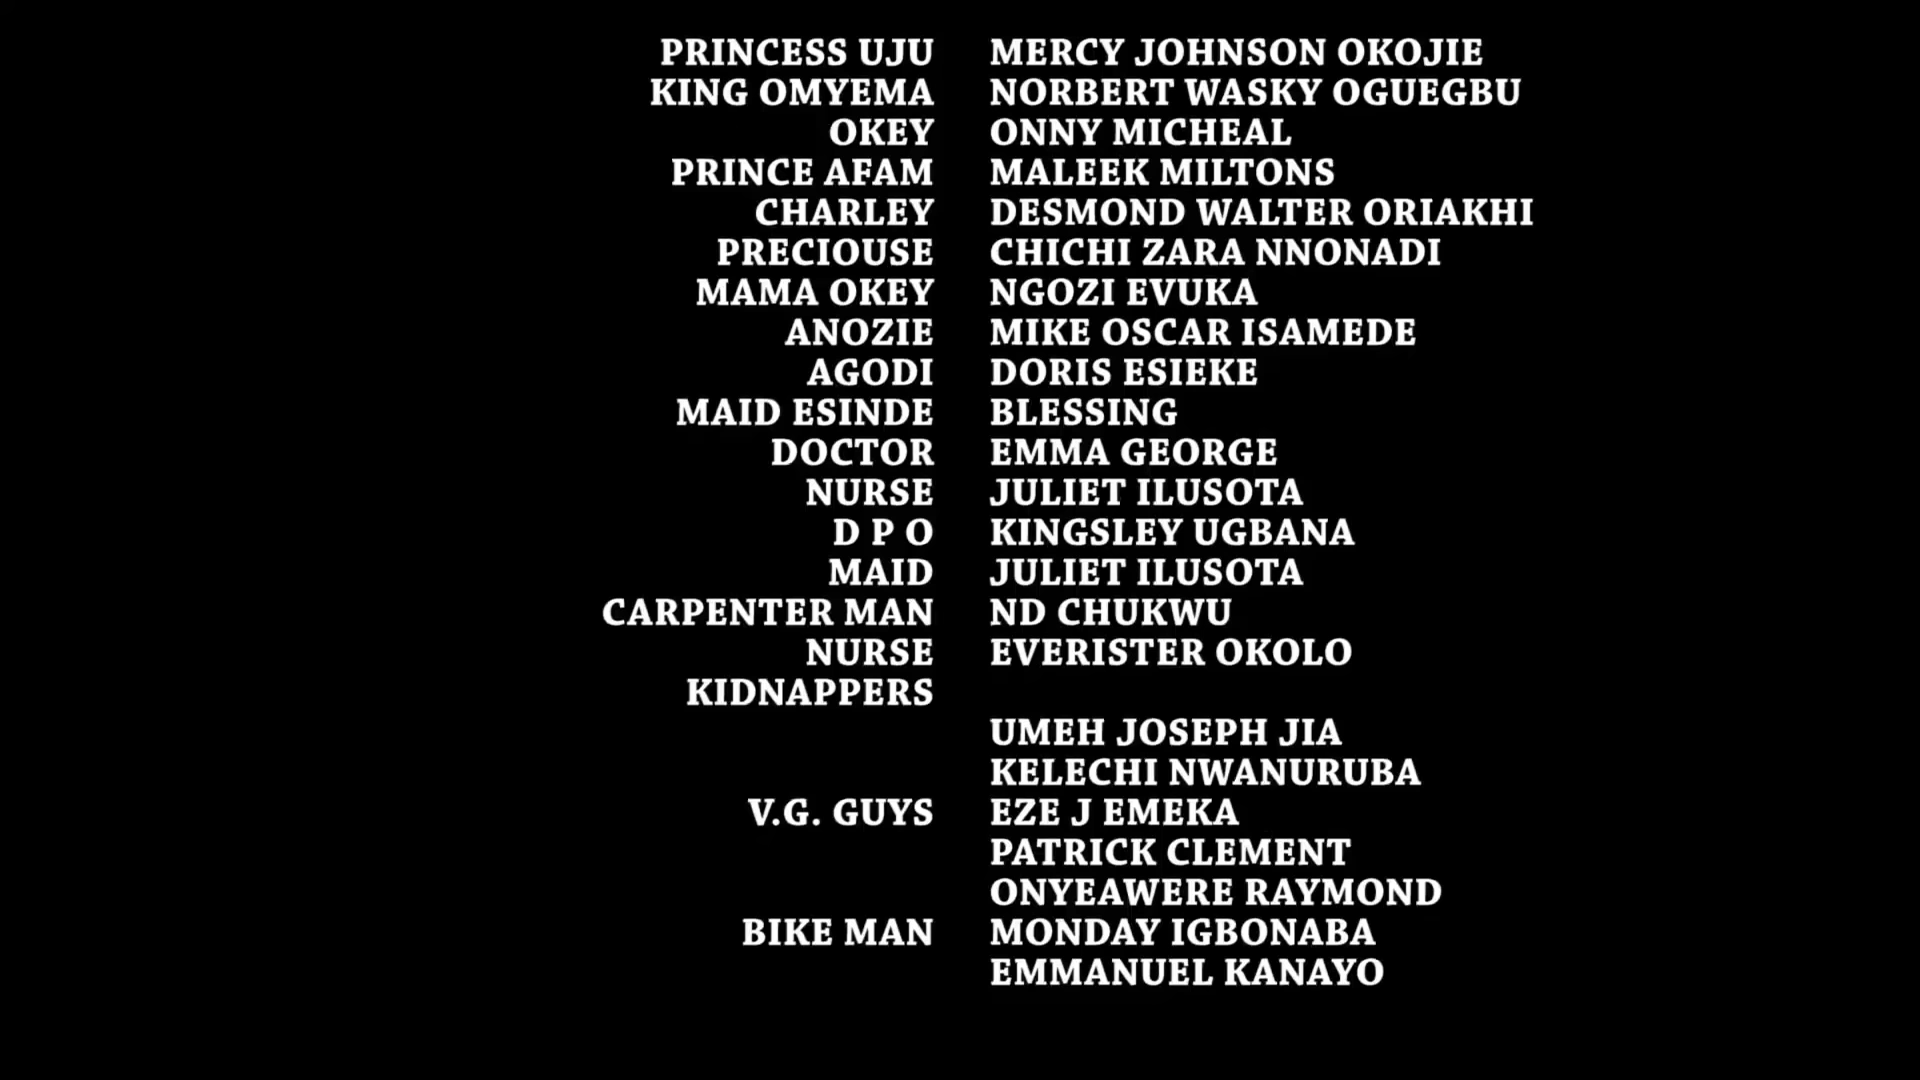 PRINCESS UJU MERCY JOHNSON OKOJIE
KING OMYEMA NORBERT WASKY OGUEGBU
OKEY ONNY MICHEAL
PRINCE AFAM MALEEK MILTONS
CHARLEY DESMOND WALTER ORIAKHI
PRECIOUSE CHICHI ZARA NNONADI
MAMA OKEY NGOZI EVUKA
ANOZIE MIKE OSCAR ISAMEDE
AGODI DORIS ESIEKE
MAID ESINDE BLESSING
DOCTOR EMMA GEORGE
NURSE JULIET ILUSOTA
D P O KINGSLEY UGBANA
MAID JULIET ILUSOTA
CARPENTER MAN ND CHUKWU
NURSE EVERISTER OKOLO
KIDNAPPERS
UMEH JOSEPH JIA
KELECHI NWANURUBA
V.G. GUYS EZE J EMEKA
PATRICK CLEMENT
ONYEAWERE RAYMOND
BIKE MAN MONDAY IGBONABA
EMMANUEL KANAYO